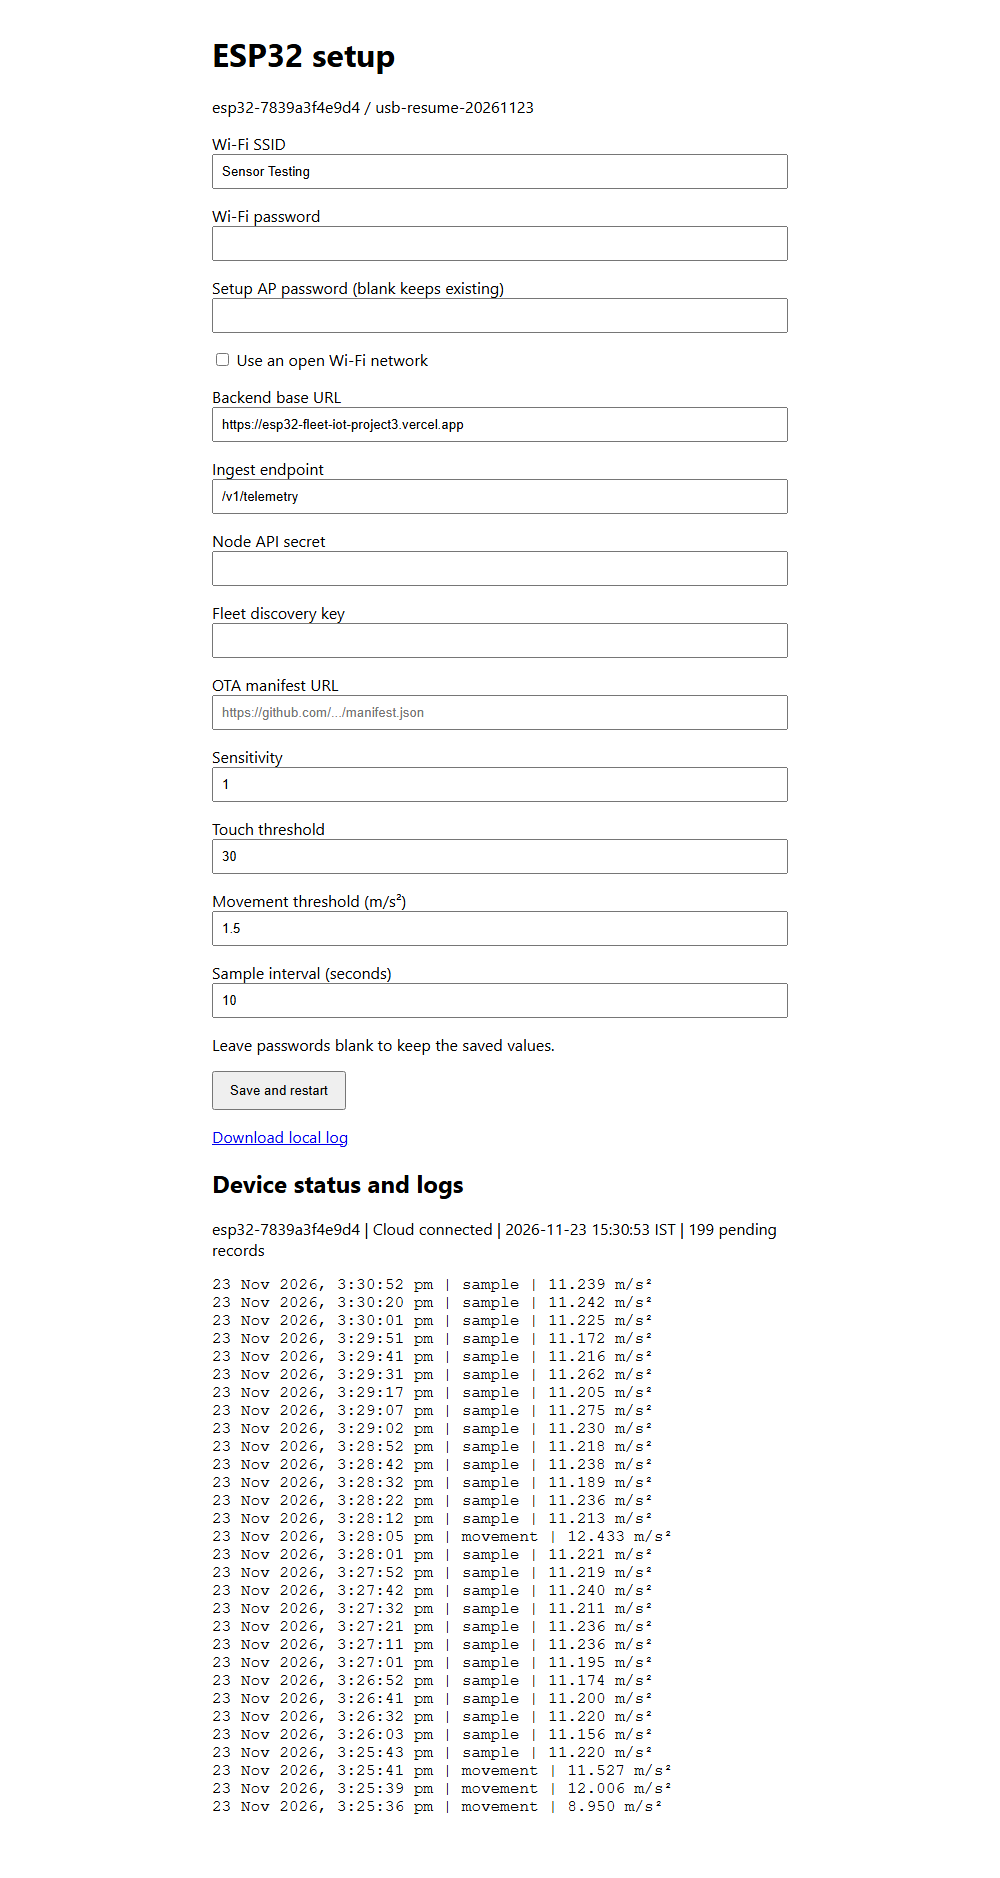 ESP32 setup
esp32-7839a3f4e9d4 / usb-resume-20261123
Wi-Fi SSID
Sensor Testing
Wi-Fi password
Setup AP password (blank keeps existing)
Use an open Wi-Fi network
Backend base URL
https://esp32-fleet-iot-project3.vercel.app
Ingest endpoint
/v1/telemetry
Node API secret
Fleet discovery key
OTA manifest URL
https://github.com/.../manifest.json
Sensitivity
1
Touch threshold
30
Movement threshold (m/s²)
1.5
Sample interval (seconds)
10
Leave passwords blank to keep the saved values.
Save and restart
Download local log
Device status and logs
esp32-7839a3f4e9d4 | Cloud connected | 2026-11-23 15:30:53 IST | 199 pending
records
23 Nov 2026, 3:30:52 pm | sample | 11.239 m/s²
23 Nov 2026, 3:30:20 pm | sample | 11.242 m/s²
23 Nov 2026, 3:30:01 pm | sample | 11.225 m/s²
23 Nov 2026, 3:29:51 pm | sample | 11.172 m/s²
23 Nov 2026, 3:29:41 pm | sample | 11.216 m/s²
23 Nov 2026, 3:29:31 pm | sample | 11.262 m/s²
23 Nov 2026, 3:29:17 pm | sample | 11.205 m/s²
23 Nov 2026, 3:29:07 pm | sample | 11.275 m/s²
23 Nov 2026, 3:29:02 pm | sample | 11.230 m/s²
23 Nov 2026, 3:28:52 pm | sample | 11.218 m/s²
23 Nov 2026, 3:28:42 pm | sample | 11.238 m/s²
23 Nov 2026, 3:28:32 pm | sample | 11.189 m/s²
23 Nov 2026, 3:28:22 pm | sample | 11.236 m/s²
23 Nov 2026, 3:28:12 pm | sample | 11.213 m/s²
23 Nov 2026, 3:28:05 pm | movement | 12.433 m/s²
23 Nov 2026, 3:28:01 pm | sample | 11.221 m/s²
23 Nov 2026, 3:27:52 pm | sample | 11.219 m/s²
23 Nov 2026, 3:27:42 pm | sample | 11.240 m/s²
23 Nov 2026, 3:27:32 pm | sample | 11.211 m/s²
23 Nov 2026, 3:27:21 pm | sample | 11.236 m/s²
23 Nov 2026, 3:27:11 pm | sample | 11.236 m/s²
23 Nov 2026, 3:27:01 pm | sample | 11.195 m/s²
23 Nov 2026, 3:26:52 pm | sample | 11.174 m/s²
23 Nov 2026, 3:26:41 pm | sample | 11.200 m/s²
23 Nov 2026, 3:26:32 pm | sample | 11.220 m/s²
23 Nov 2026, 3:26:03 pm | sample | 11.156 m/s²
23 Nov 2026, 3:25:43 pm | sample | 11.220 m/s²
23 Nov 2026, 3:25:41 pm | movement | 11.527 m/s²
23 Nov 2026, 3:25:39 pm | movement | 12.006 m/s²
23 Nov 2026, 3:25:36 pm | movement | 8.950 m/s²